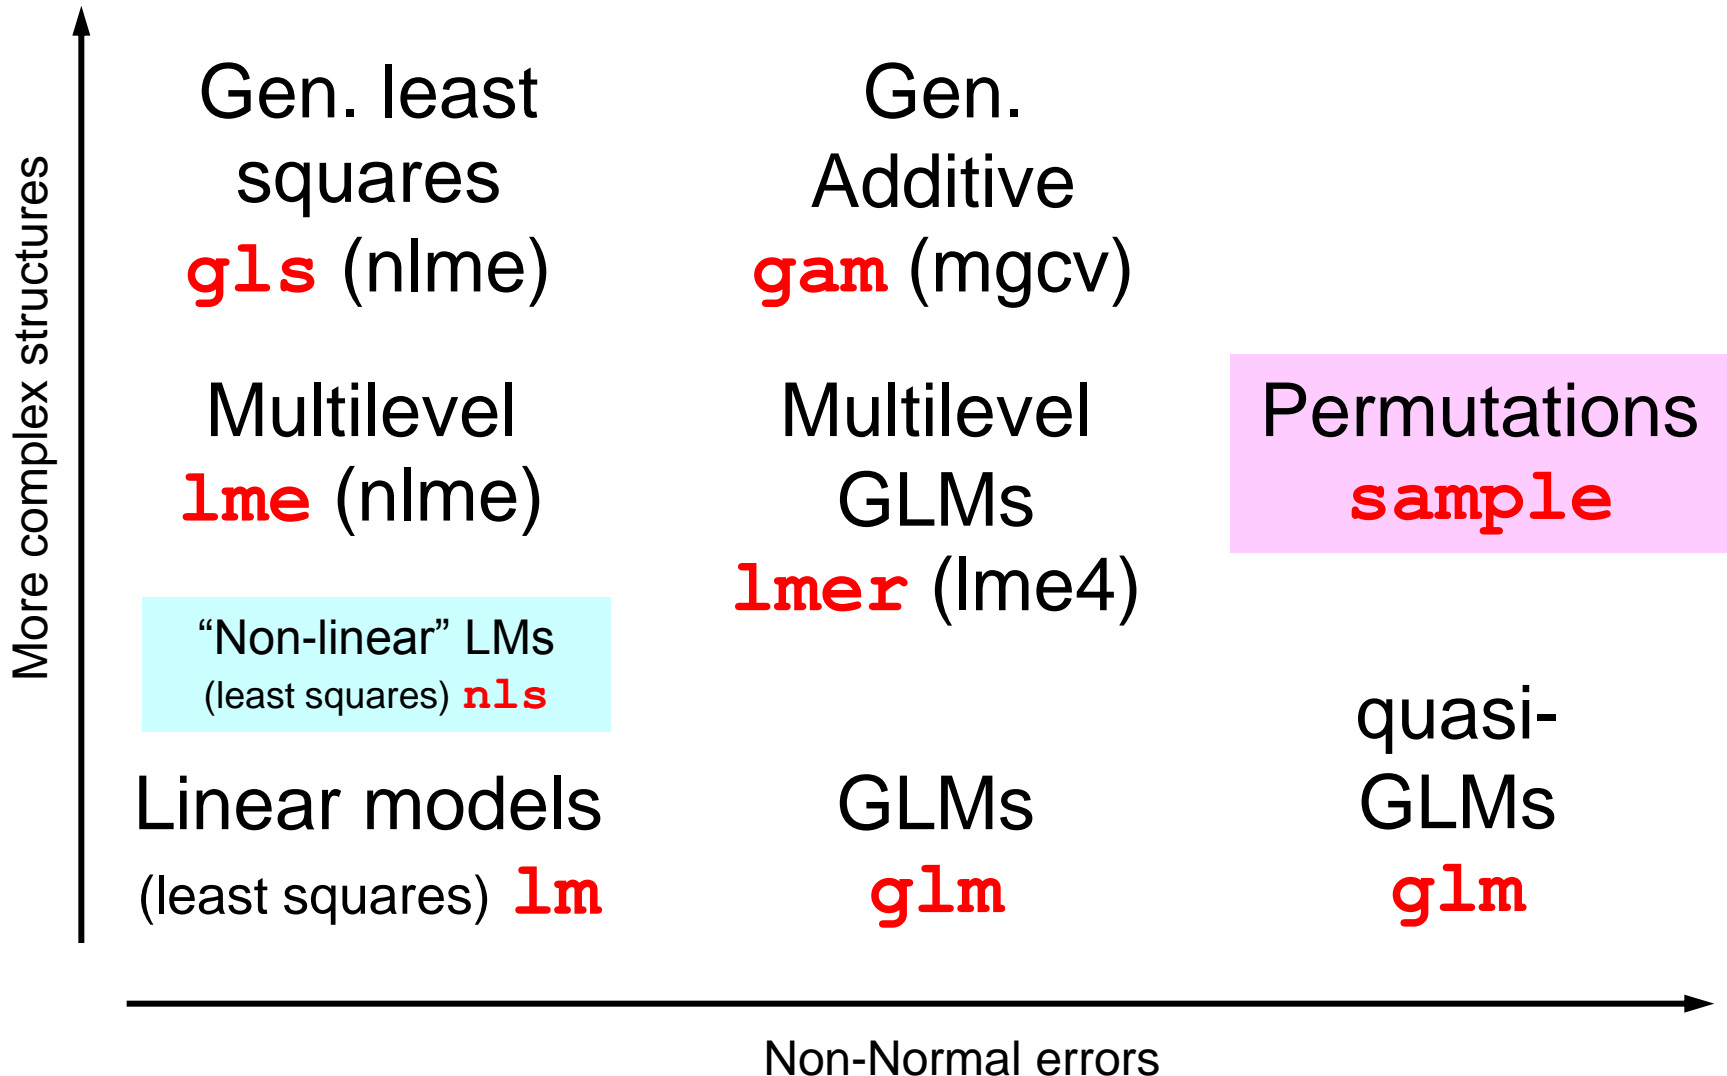 More complex structures
Gen. least
squares
gls (nlme)
Gen.
Additive
gam (mgcv)
Multilevel
lme (nlme)
Multilevel
GLMs
lmer (lme4)
Permutations
sample
“Non-linear” LMs
(least squares) nls
Linear models
(least squares) lm
GLMs
glm
quasi-
GLMs
glm
Non-Normal errors